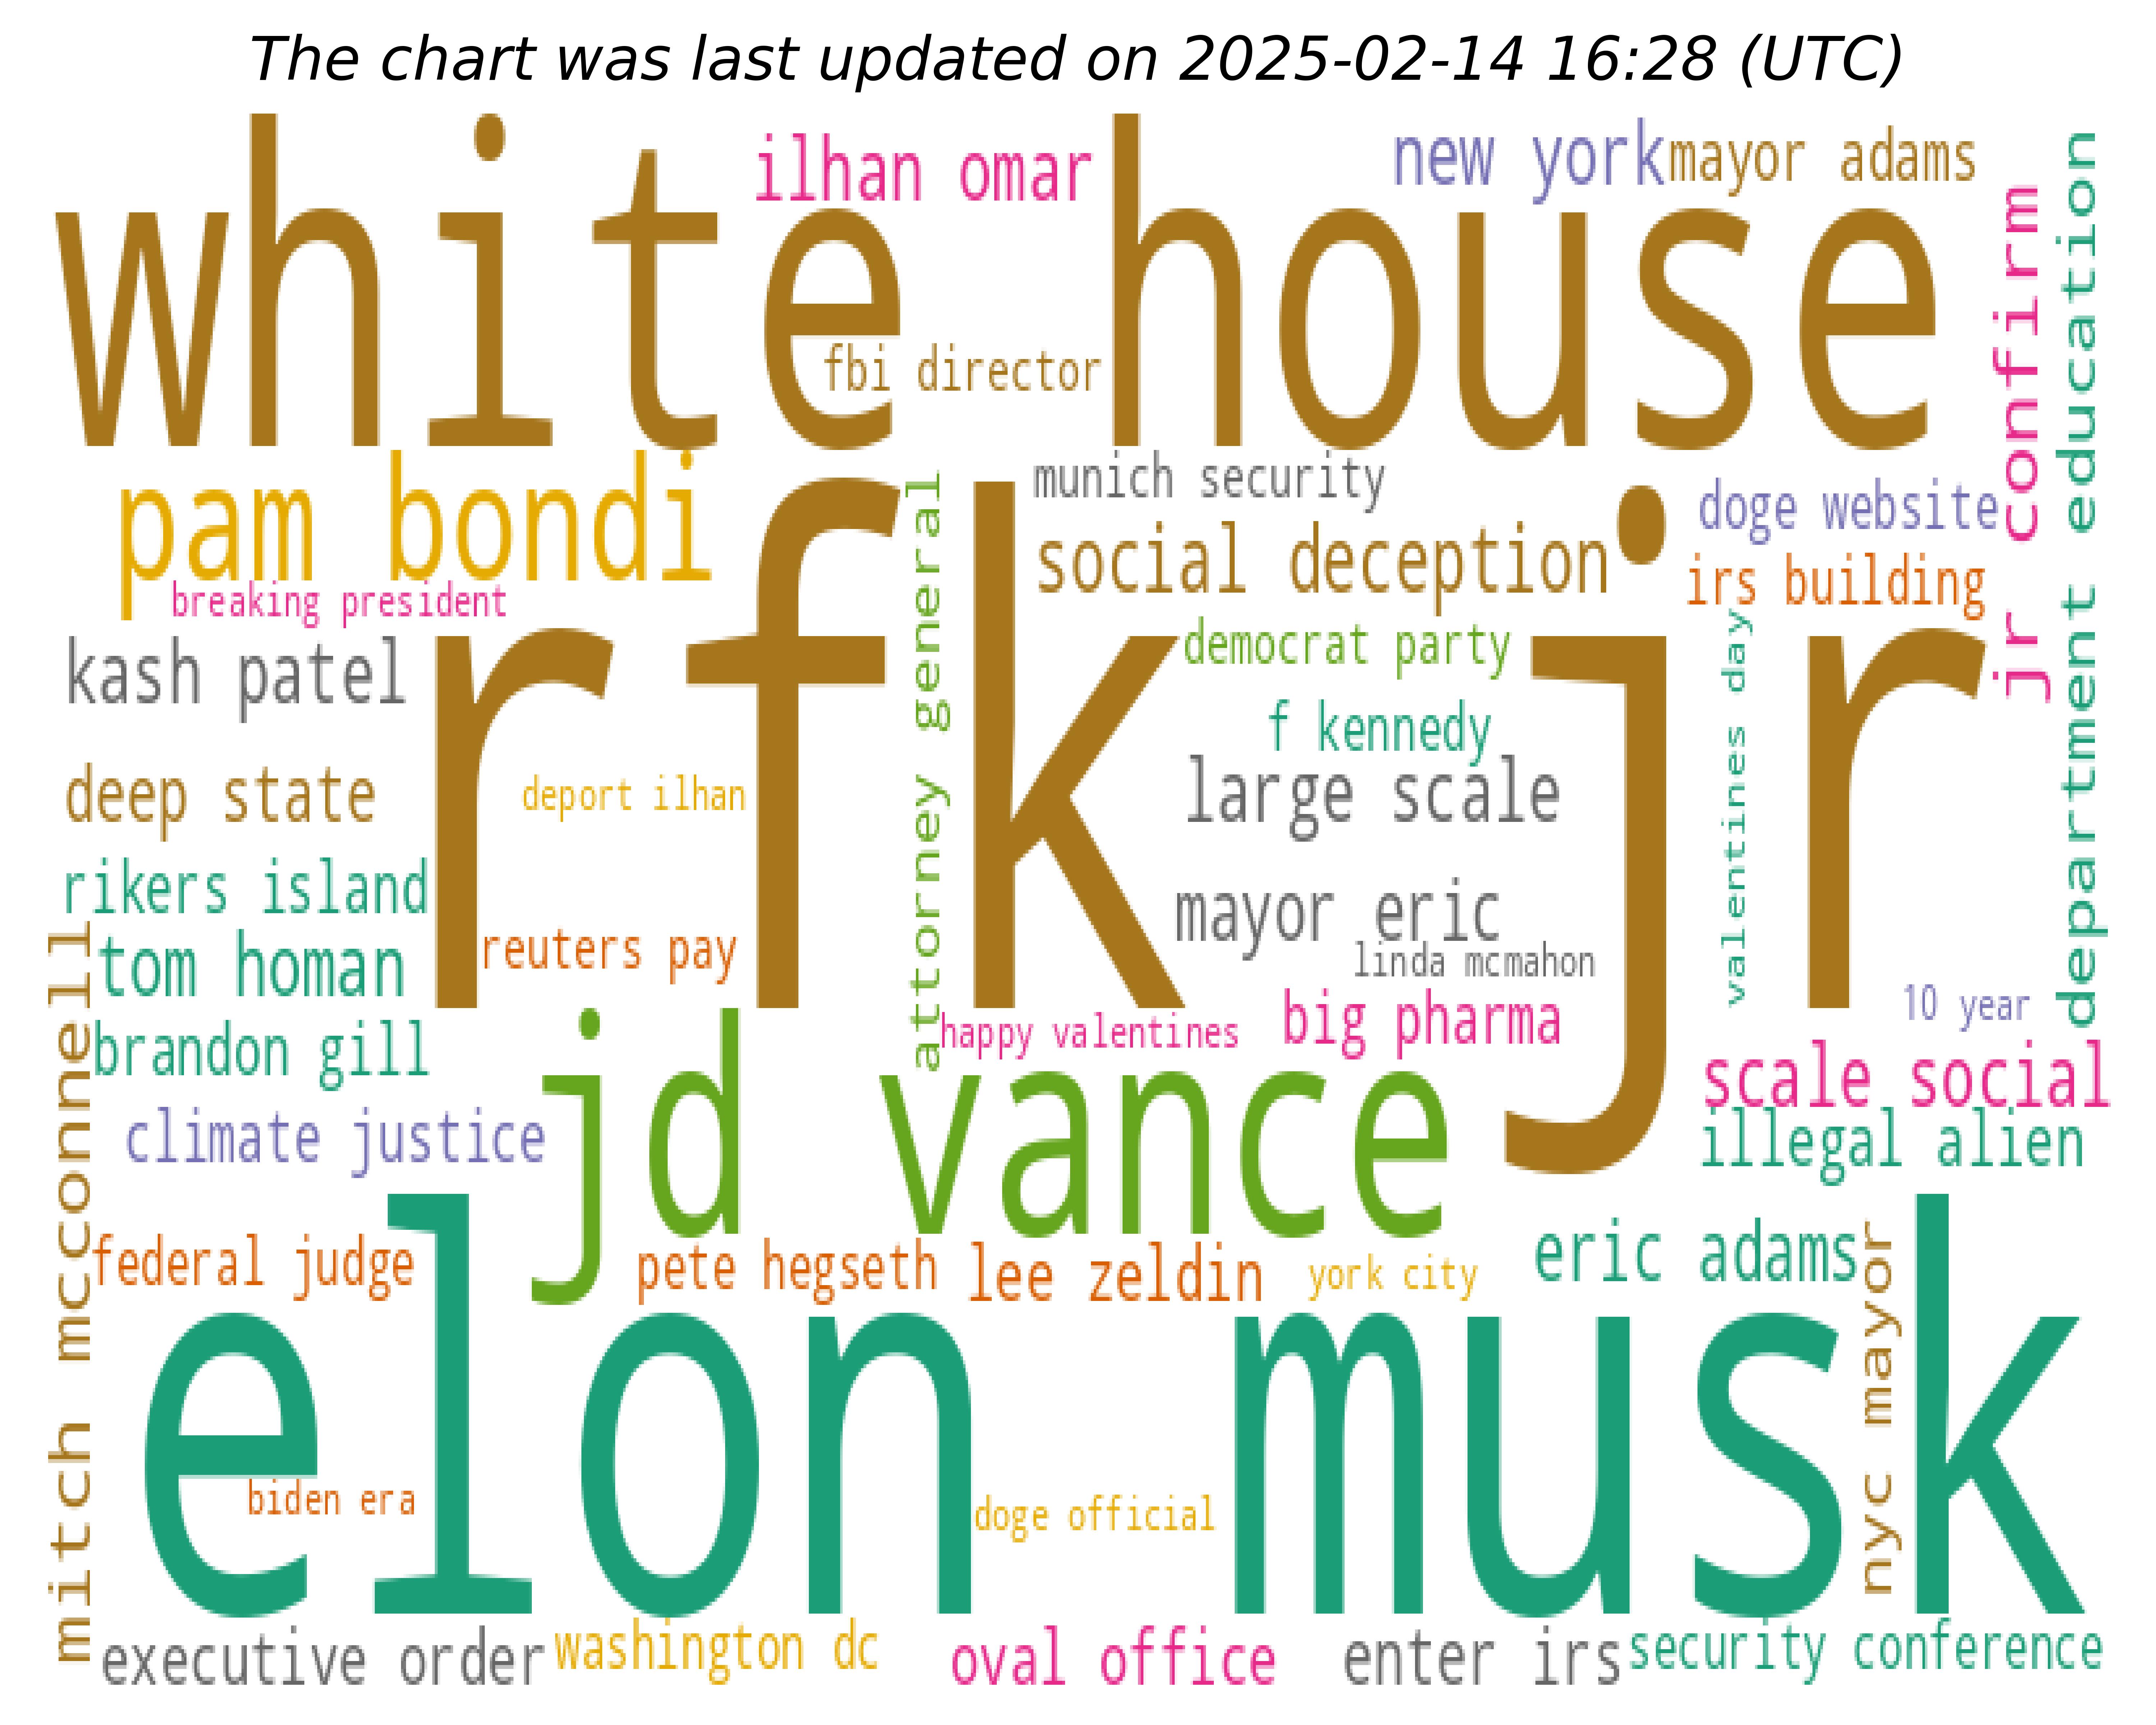 The chart was last updated on 2025-02-14 16:28 (UTC)
white house
ilhan omar
new york
mayor adams
fbi director
jr confirm
department education
pam bondi
munich security
doge website
social deception
irs building
breaking president
rfk jr
attorney general
democrat party
valentines day
kash patel
f kennedy
deep state
deport ilhan
large scale
rikers island
mayor eric
tom homan
reuters pay
linda mcmahon
10 year
mitch mcconnell
brandon gill
happy valentines
big pharma
scale social
jd vance
climate justice
illegal alien
federal judge
pete hegseth
lee zeldin
york city
eric adams
nyc mayor
elon musk
biden era
doge official
executive order
washington dc
oval office
enter irs
security conference